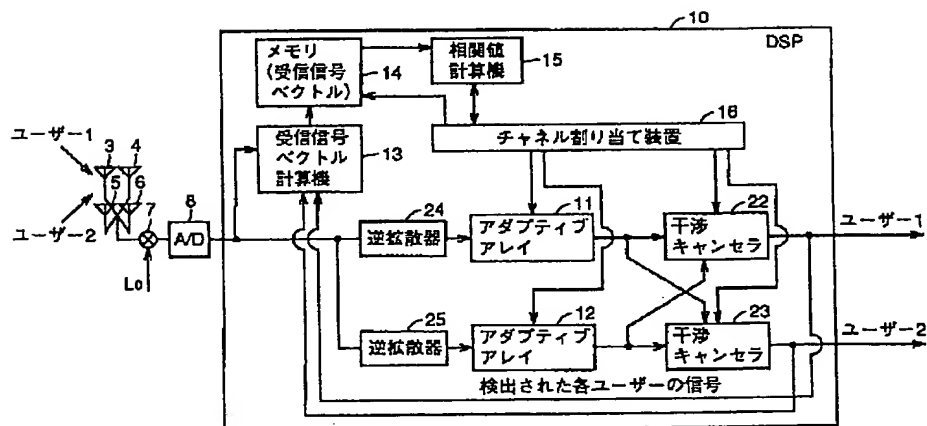 10
DSP
メモリ
(受信信号
ベクトル)
14
相関値
計算機
15
16
チャネル割り当て装置
受信信号
ベクトル
計算機
13
ユーザー1
3
4
5
6
7
8
A/D
ユーザー2
Lo
24
逆拡散器
11
アダプティブ
アレイ
22
干渉
キャンセラ
ユーザー1
25
逆拡散器
12
アダプティブ
アレイ
23
干渉
キャンセラ
ユーザー2
検出された各ユーザーの信号